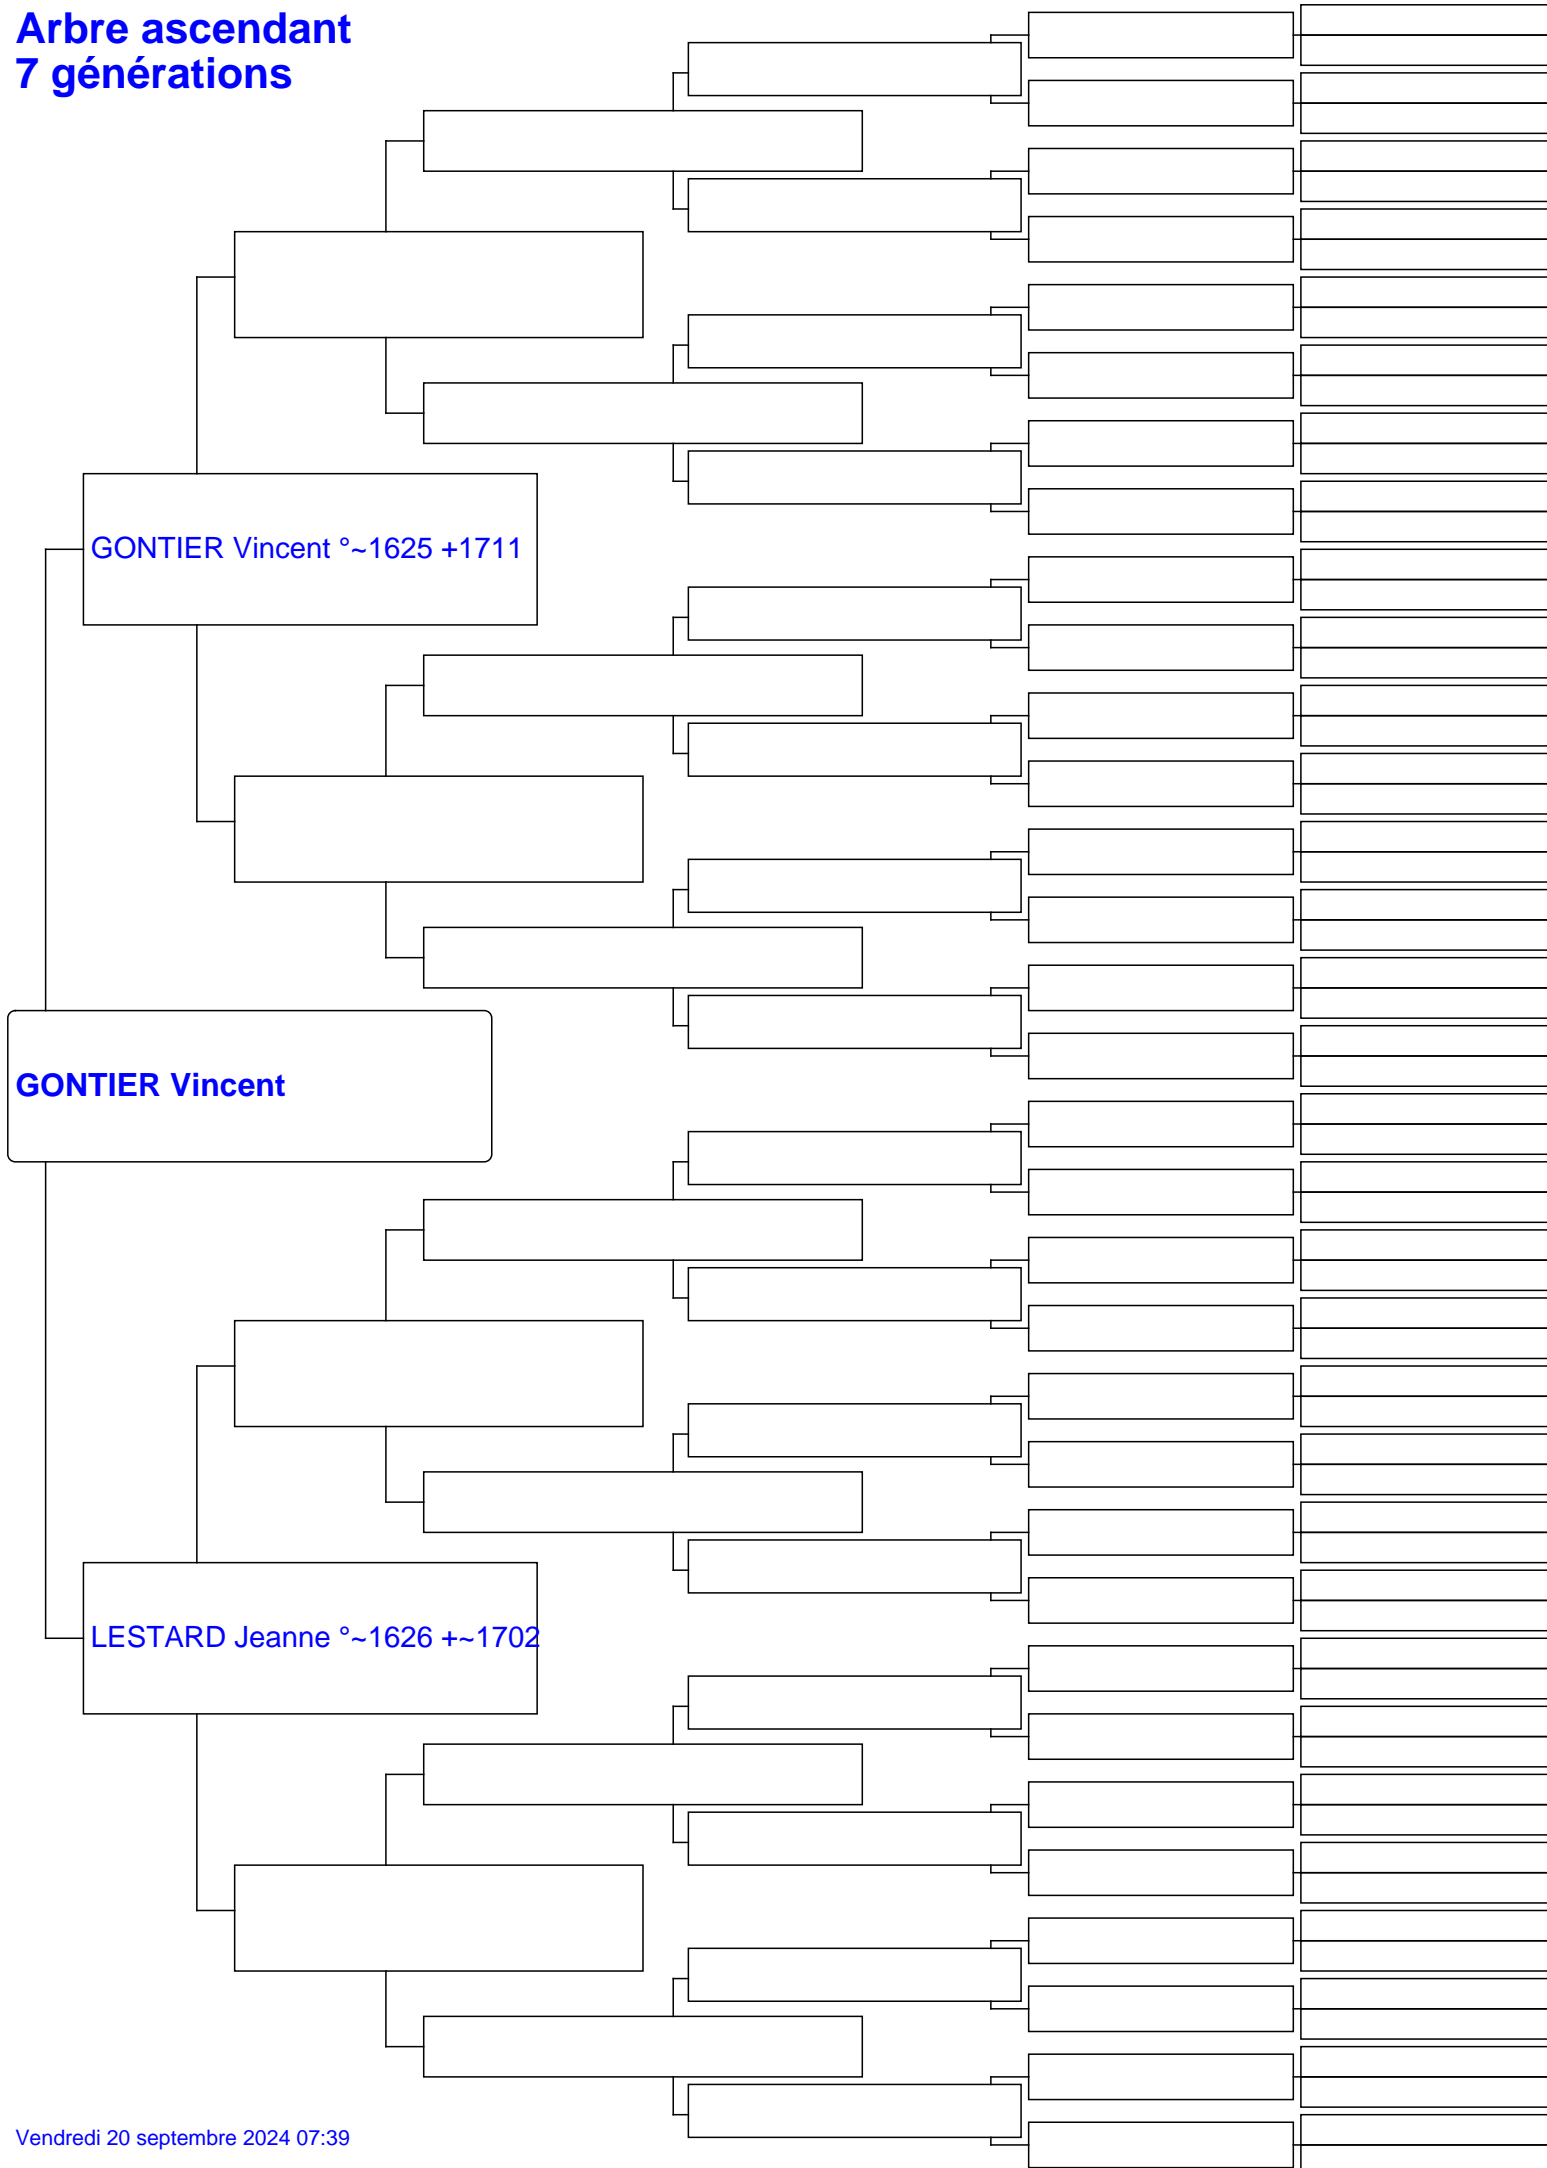 Arbre ascendant
7 générations
GONTIER Vincent °~1625 +1711
GONTIER Vincent
LESTARD Jeanne °~1626 +~1702
Vendredi 20 septembre 2024 07:39